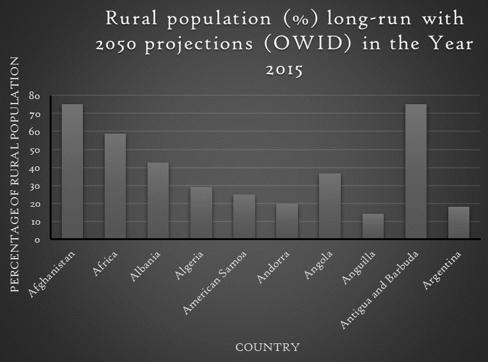 Rural population (%) long-run with
2050 projections (OWID) in the Year
2015
PERCENTAGE OF RURAL POPULATION
80
70
60
50
40
30
20
10
0
Afghanistan
Africa
Albania
Algeria
American Samoa
Andorra
Angola
Anguilla
Antigua and Barbuda
Argentina
COUNTRY